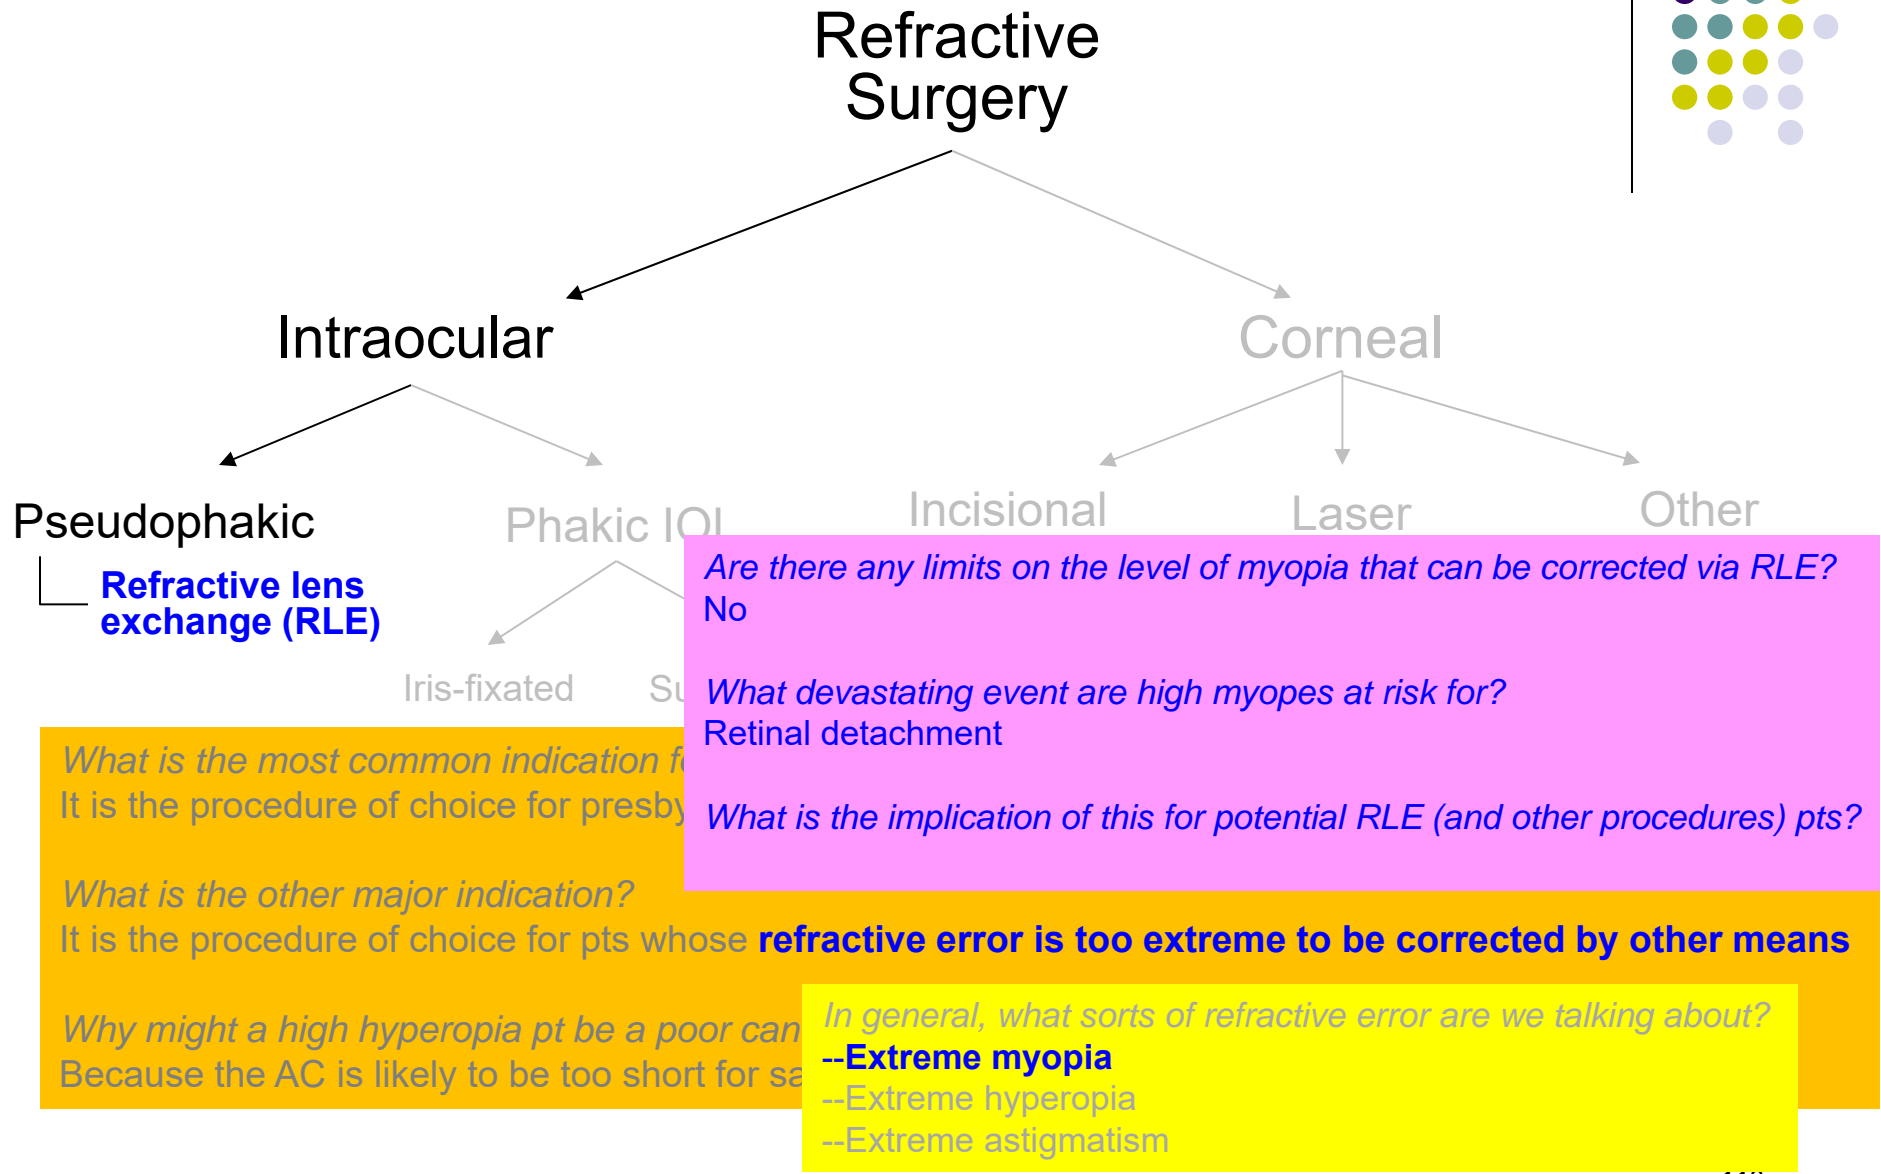 Refractive
Surgery
Intraocular
Corneal
Pseudophakic
Phakic
Incisional
Laser
Other
Refractive lens
exchange (RLE)
Iris-fixated
Are there any limits on the level of myopia that can be corrected via RLE?
No
What devastating event are high myopes at risk for?
Retinal detachment
What is the implication of this for potential RLE (and other procedures) pts?
What is the most common indication
It is the procedure of choice for
What is the other major indication?
It is the procedure of choice for pts whose refractive error is too extreme to be corrected by other means
Why might a high hyperopia pt be a poor
Because the AC is likely to be too short for
In general, what sorts of refractive error are we talking about?
--Extreme myopia
--Extreme hyperopia
--Extreme astigmatism